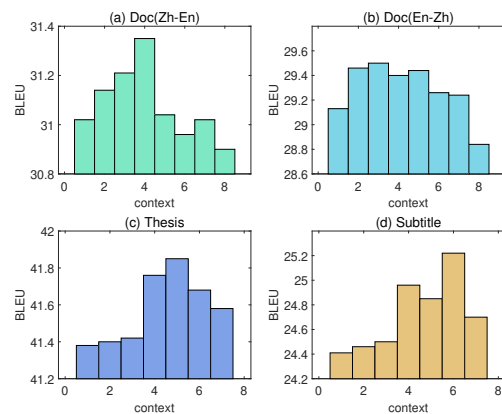 (a) Doc(Zh-En)
31.4
31.2
31
30.8
BLEU
0 2 4 6 8
context
(b) Doc(En-Zh)
29.6
29.4
29.2
29
28.8
28.6
BLEU
0 2 4 6 8
context
(c) Thesis
42
41.8
41.6
41.4
41.2
BLEU
0 2 4 6 8
context
(d) Subtitle
25.2
25
24.8
24.6
24.4
24.2
BLEU
0 2 4 6 8
context